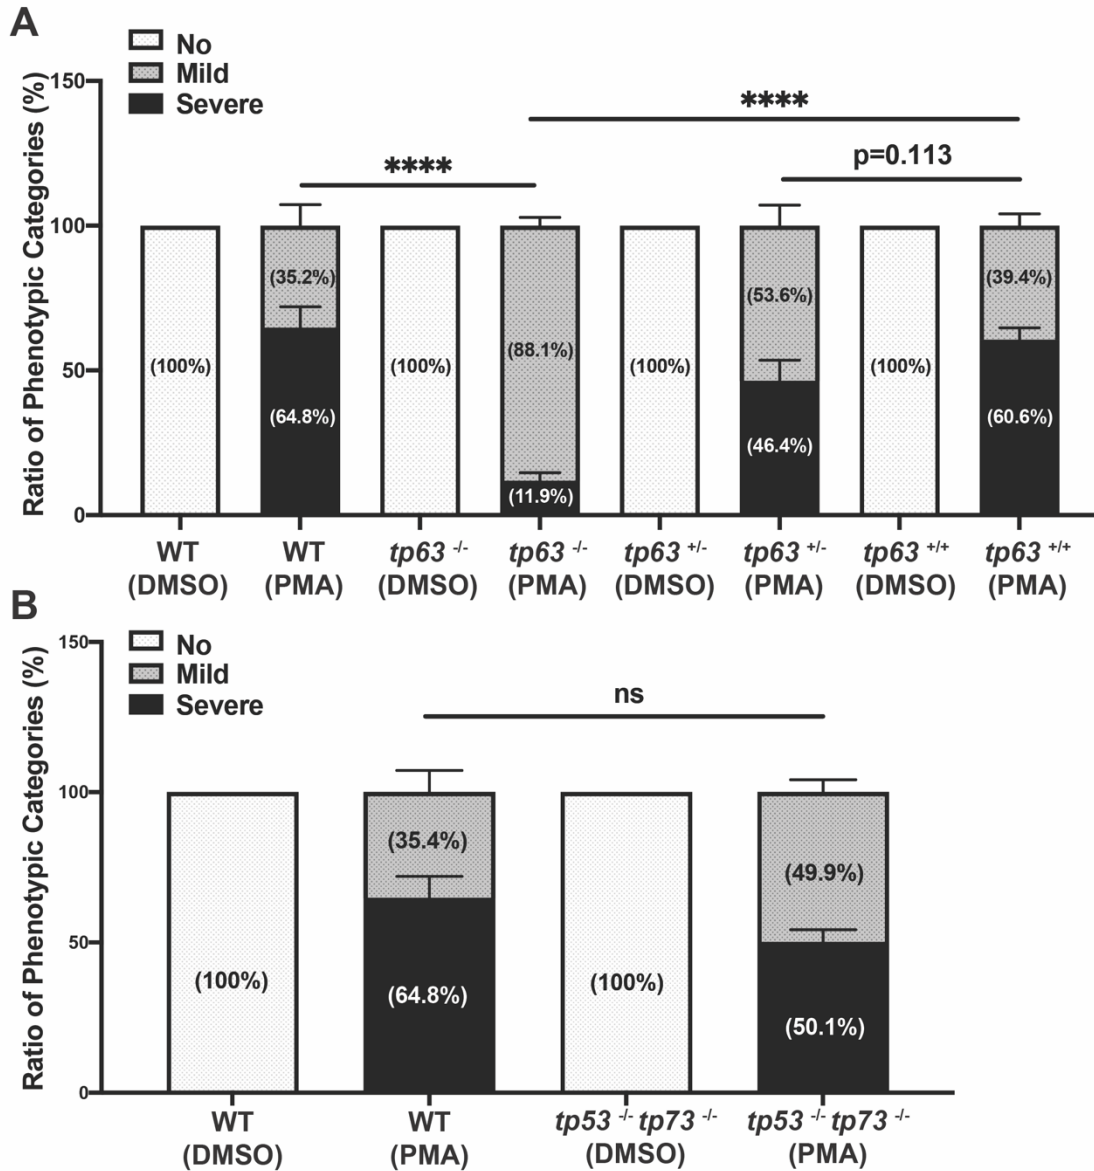 A
No
Mild
Severe
Ratio of Phenotypic Categories (%)
150
100
50
0
****
****
p=0.113
(100%)
(35.2%)
(64.8%)
(100%)
(88.1%)
(11.9%)
(100%)
(53.6%)
(46.4%)
(100%)
(39.4%)
(60.6%)
WT WT tp63 -/- tp63 -/- tp63 +/- tp63 +/- tp63 +/+ tp63 +/+
(DMSO) (PMA) (DMSO) (PMA) (DMSO) (PMA) (DMSO) (PMA)
B
No
Mild
Severe
Ratio of Phenotypic Categories (%)
150
100
50
0
ns
(100%)
(35.4%)
(64.8%)
(100%)
(49.9%)
(50.1%)
WT WT tp53 -/- tp73 -/- tp53 -/- tp73 -/-
(DMSO) (PMA) (DMSO) (PMA)